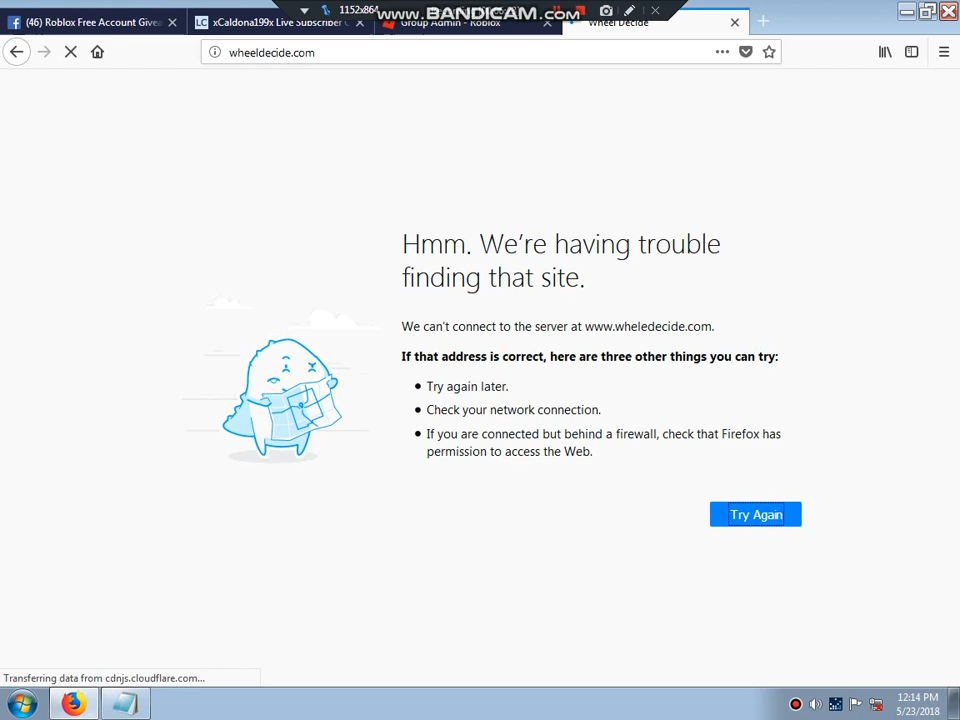 1152x864
www.BANDICAM.com
(46) Roblox Free Account Give
LC xCaldona199x Live Subscriber C
Group Admin - Roblox
Wheel Decide
wheeldecide.com
Hmm. We're having trouble
finding that site.
We can't connect to the server at www.wheledecide.com.
If that address is correct, here are three other things you can try:
Try again later.
Check your network connection.
If you are connected but behind a firewall, check that Firefox has
permission to access the Web.
Try Again
Transferring data from cdnjs.cloudflare.com...
12:14 PM
5/23/2018